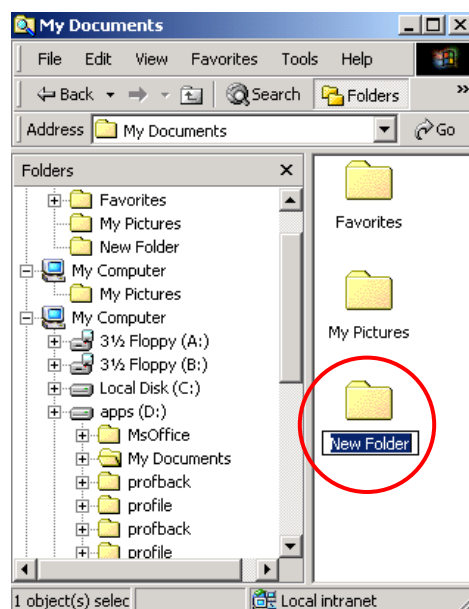 My Documents
File Edit View Favorites Tools Help
Back Search Folders »
Address My Documents Go
Folders
Favorites
My Pictures
New Folder
My Computer
My Pictures
My Computer
3½ Floppy (A:)
3½ Floppy (B:)
Local Disk (C:)
apps (D:)
MsOffice
My Documents
profback
profile
profback
profile
Favorites
My Pictures
New Folder
1 object(s) selec Local intranet